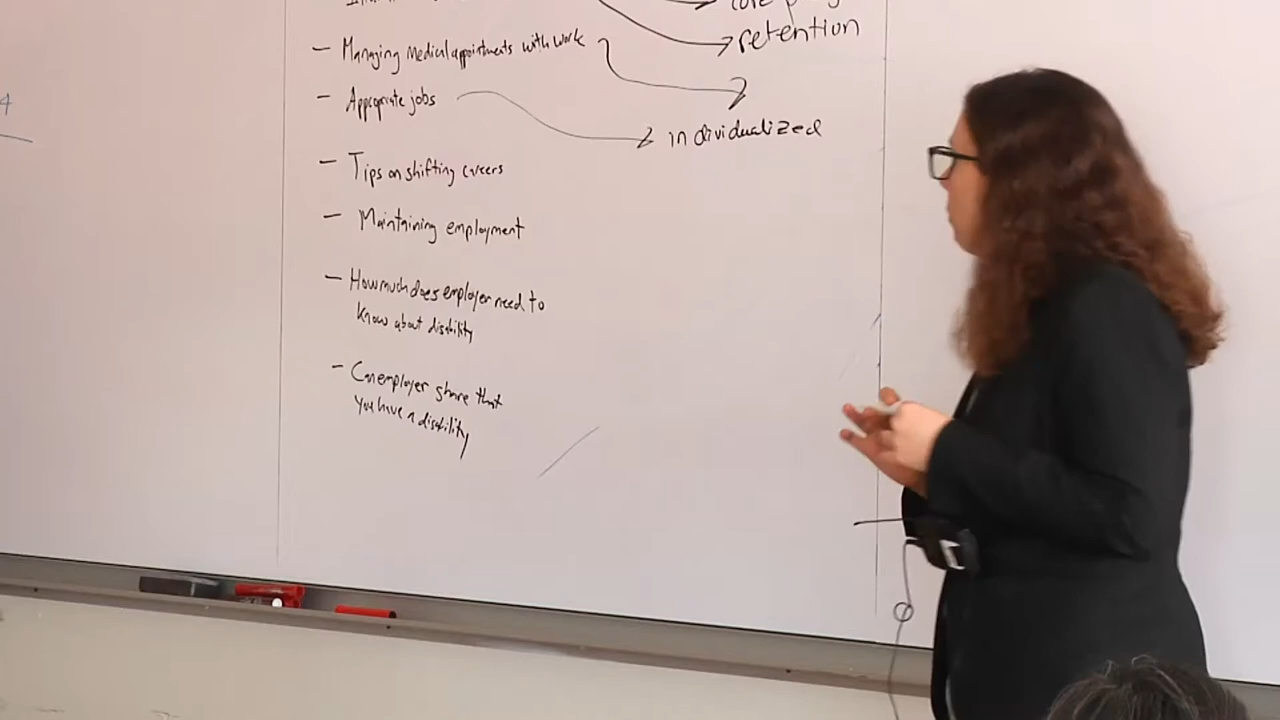 retention
– Managing Medical appointments with work
– Appropriate jobs
individualized
– Tips on shifting careers
– Maintaining employment
– How much does employer need to
know about disability
– Can employer share that
you have a disability
4